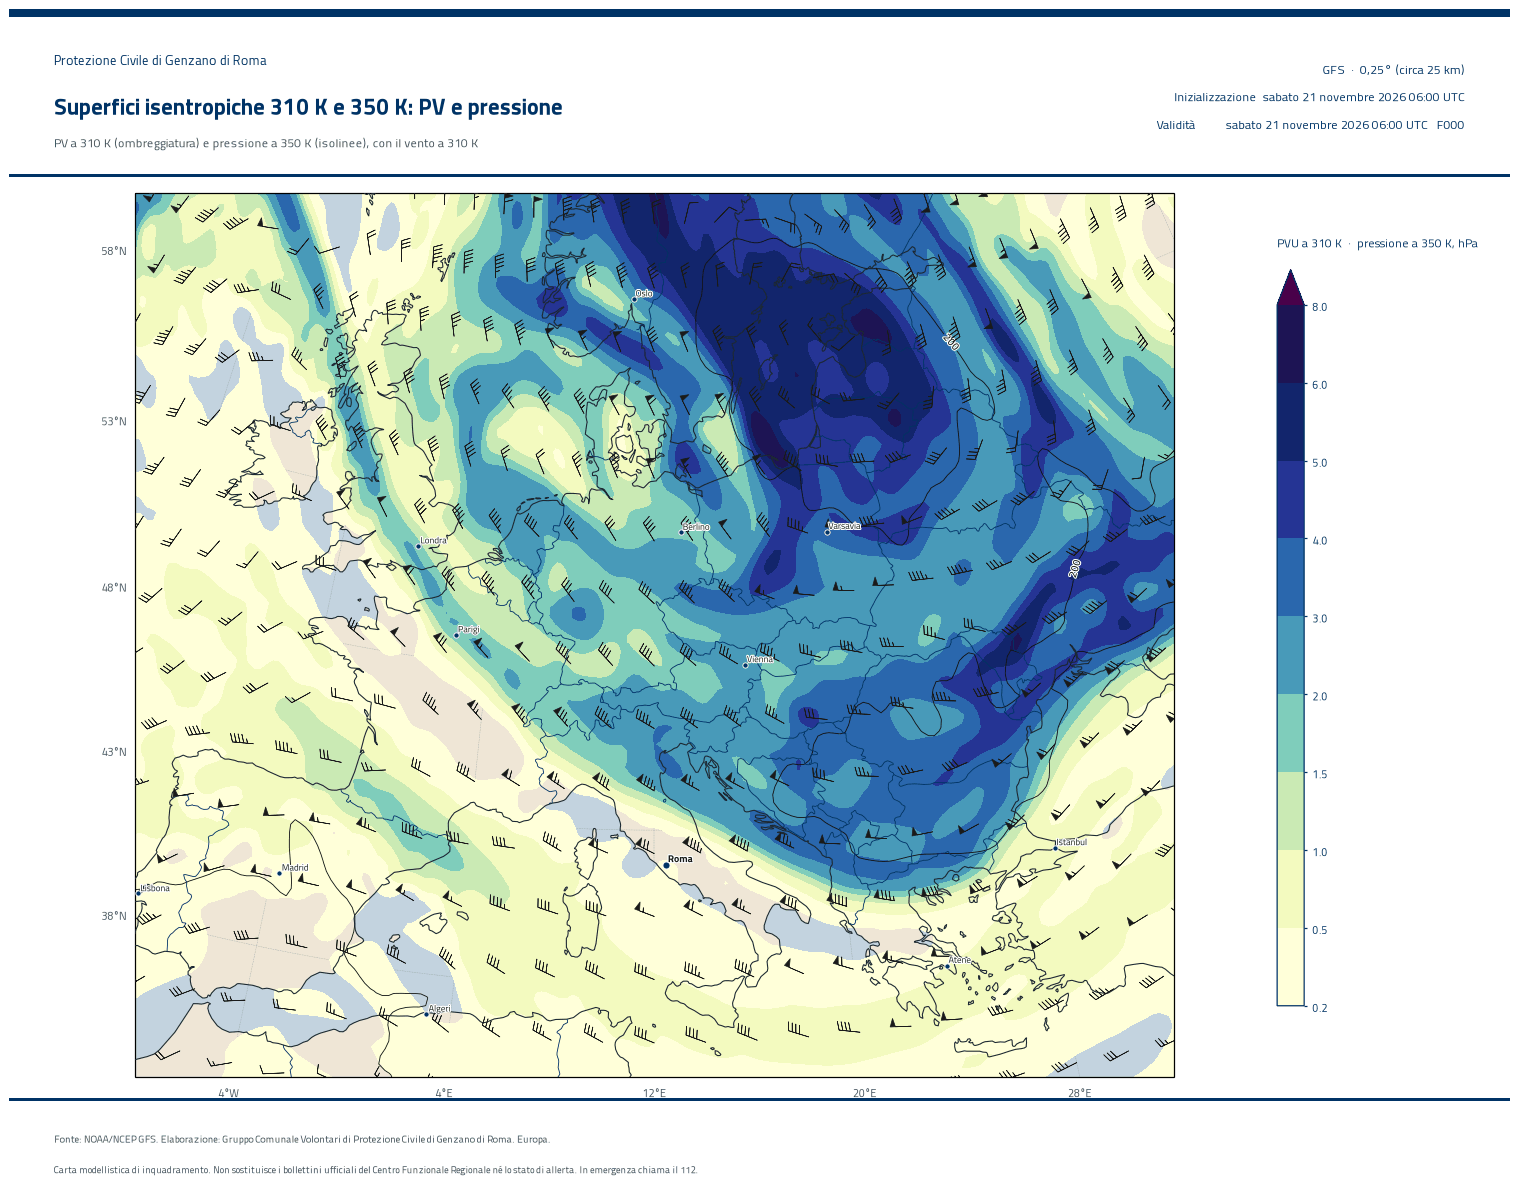 Protezione Civile di Genzano di Roma
Superfici isentropiche 310 K e 350 K: PV e pressione
PV a 310 K (ombreggiatura) e pressione a 350 K (isolinee), con il vento a 310 K
GFS · 0,25° (circa 25 km)
Inizializzazione sabato 21 novembre 2026 06:00 UTC
Validità sabato 21 novembre 2026 06:00 UTC F000
PVU a 310 K · pressione a 350 K, hPa
8.0
6.0
5.0
4.0
3.0
2.0
1.5
1.0
0.5
0.2
58°N
53°N
48°N
43°N
38°N
4°W
4°E
12°E
20°E
28°E
Oslo
200
Berlino
Varsavia
Londra
200
Parigi
Vienna
Istanbul
Roma
Madrid
Lisbona
Atene
Algeri
Fonte: NOAA/NCEP GFS. Elaborazione: Gruppo Comunale Volontari di Protezione Civile di Genzano di Roma. Europa.
Carta modellistica di inquadramento. Non sostituisce i bollettini ufficiali del Centro Funzionale Regionale né lo stato di allerta. In emergenza chiama il 112.